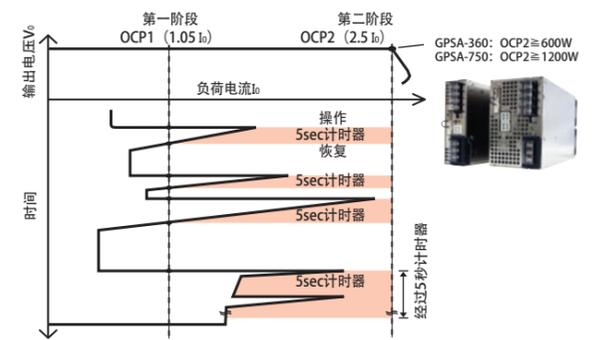 第一阶段
OCP1（1.05 I₀）
第二阶段
OCP2（2.5 I₀）
GPSA-360：OCP2≧600W
GPSA-750：OCP2≧1200W
输出电压V₀
负荷电流I₀
操作
5sec计时器
恢复
5sec计时器
5sec计时器
5sec计时器
时间
经过5秒计时器